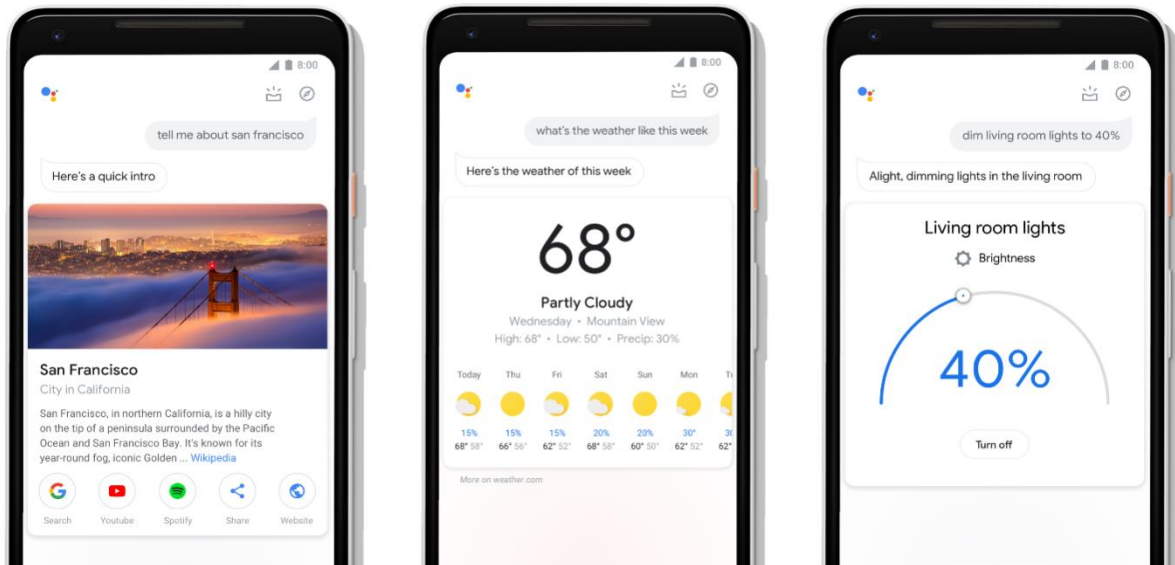 8:00
tell me about san francisco
Here's a quick intro
San Francisco
City in California
San Francisco, in northern California, is a hilly city
on the tip of a peninsula surrounded by the Pacific
Ocean and San Francisco Bay. It's known for its
year-round fog, iconic Golden ... Wikipedia
Search Youtube Spotify Share Website
8:00
what's the weather like this week
Here's the weather of this week
68°
Partly Cloudy
Wednesday • Mountain View
High: 68° • Low: 50° • Precip: 30%
Today Thu Fri Sat Sun Mon
15% 15% 15% 20% 20% 30°
68° 58° 66° 56° 62° 52° 68° 58° 60° 50° 62° 52° 62°
More on weather.com
8:00
dim living room lights to 40%
Alight, dimming lights in the living room
Living room lights
Brightness
40%
Turn off